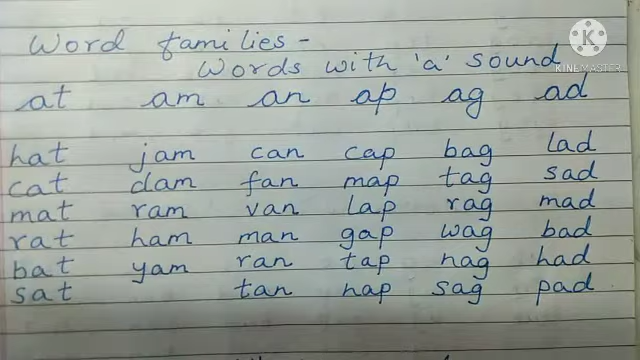 Word families -
KINEMASTER
Words with 'a' sound
at am an ap ag ad
hat jam can cap bag lad
cat dam fan map tag sad
mat ram van lap rag mad
rat ham man gap wag bad
bat yam ran tap nag had
sat tan nap sag pad